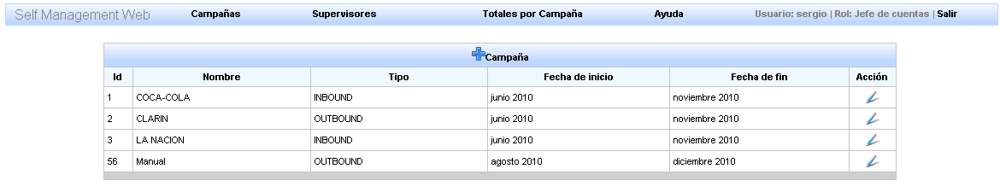 Self Management Web Campañas Supervisores Totales por Campaña Ayuda Usuario: sergio | Rol: Jefe de cuentas | Salir
Campaña
Id Nombre Tipo Fecha de inicio Fecha de fin Acción
1 COCA-COLA INBOUND junio 2010 noviembre 2010
2 CLARIN OUTBOUND junio 2010 noviembre 2010
3 LA NACION INBOUND junio 2010 noviembre 2010
56 Manual OUTBOUND agosto 2010 diciembre 2010